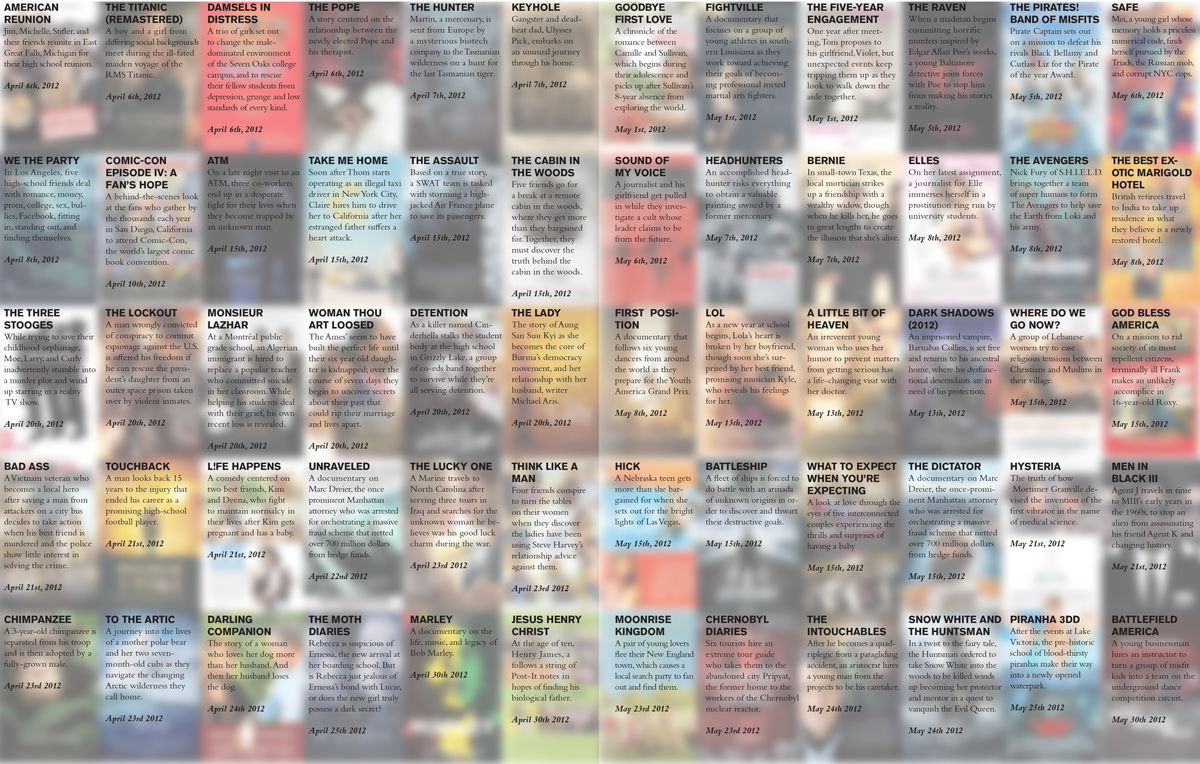 AMERICAN
REUNION
Jim, Michelle, Stifler, and
their friends reunite in East
Great Falls, Michigan for
their high school reunion.
April 6th, 2012
THE TITANIC
(REMASTERED)
A boy and a girl from
differing social backgrounds
meet during the ill-fated
maiden voyage of the
RMS Titanic.
April 6th, 2012
DAMSELS IN
DISTRESS
A trio of girls set out
to change the male-
dominated environment
of the Seven Oaks college
campus, and to rescue
their fellow students from
depression, grunge and low
standards of every kind.
April 6th, 2012
THE POPE
A story centered on the
relationship between the
newly elected Pope and
his therapist.
April 6th, 2012
THE HUNTER
Martin, a mercenary, is
sent from Europe by
a mysterious biotech
company to the Tasmanian
wilderness on a hunt for
the last Tasmanian tiger.
April 7th, 2012
KEYHOLE
Gangster and dead-
beat dad, Ulysses
Pick, embarks on
an unusual journey
through his home.
April 7th, 2012
GOODBYE
FIRST LOVE
A chronicle of the
romance between
Camille and Sullivan,
which begins during
their adolescence and
picks up after Sullivan's
8-year absence from
exploring the world.
May 1st, 2012
FIGHTVILLE
A documentary that
focuses on a group of
young athletes in south-
ern Louisiana as they
work toward achieving
their goals of becom-
ing professional mixed
martial arts fighters.
May 1st, 2012
THE FIVE-YEAR
ENGAGEMENT
One year after meet-
ing, Tom proposes to
his girlfriend,Violet, but
unexpected events keep
tripping them up as they
look to walk down the
aisle together.
May 1st, 2012
THE RAVEN
When a madman begins
committing horrific
murders inspired by
Edgar Allan Poe's works,
a young Baltimore
detective joins forces
with Poe to stop him
from making his stories
a reality.
May 5th, 2012
THE PIRATES!
BAND OF MISFITS
Pirate Captain sets out
on a mission to defeat his
rivals Black Bellamy and
Cutlass Liz for the Pirate
of the year Award.
May 5th, 2012
SAFE
Mei, a young girl whose
memory holds a priceless
numerical code, finds
herself pursued by the
Triads, the Russian mob,
and corrupt NYC cops.
May 6th, 2012
WE THE PARTY
In Los Angeles, five
high-school friends deal
with romance, money,
prom, college, sex, bul-
lies, Facebook, fitting
in, standing out, and
finding themselves.
April 8th, 2012
COMIC-CON
EPISODE IV: A
FAN'S HOPE
A behind-the-scenes look
at the fans who gather by
the thousands each year
in San Diego, California
to attend Comic-Con,
the world's largest comic
book convention.
April 10th, 2012
ATM
On a late night visit to an
ATM, three co-workers
end up in a desperate
fight for their lives when
they become trapped by
an unknown man.
April 15th, 2012
TAKE ME HOME
Soon after Thom starts
operating as an illegal taxi
driver in New York City,
Claire hires him to drive
her to California after her
estranged father suffers a
heart attack.
April 15th, 2012
THE ASSAULT
Based on a true story,
a SWAT team is tasked
with storming a high-
jacked Air France plane
to save its passengers.
April 15th, 2012
THE CABIN IN
THE WOODS
Five friends go for
a break at a remote
cabin in the woods,
where they get more
than they bargained
for. Together, they
must discover the
truth behind the
cabin in the woods.
April 15th, 2012
SOUND OF
MY VOICE
A journalist and his
girlfriend get pulled
in while they inves-
tigate a cult whose
leader claims to be
from the future.
May 6th, 2012
HEADHUNTERS
An accomplished head-
hunter risks everything
to obtain a valuable
painting owned by a
former mercenary.
May 7th, 2012
BERNIE
In small-town Texas, the
local mortician strikes
up a friendship with a
wealthy widow, though
when he kills her, he goes
to great lengths to create
the illusion that she's alive.
May 7th, 2012
ELLES
On her latest assignment,
a journalist for Elle
immerses herself in a
prostitution ring run by
university students.
May 8th, 2012
THE AVENGERS
Nick Fury of S.H.I.E.L.D.
brings together a team
of super humans to form
The Avengers to help save
the Earth from Loki and
his army.
May 8th, 2012
THE BEST EX-
OTIC MARIGOLD
HOTEL
British retirees travel
to India to take up
residence in what
they believe is a newly
restored hotel.
May 8th, 2012
THE THREE
STOOGES
While trying to save their
childhood orphanage,
Moe, Larry, and Curly
inadvertently stumble into
a murder plot and wind
up starring in a reality
TV show.
April 20th, 2012
THE LOCKOUT
A man wrongly convicted
of conspiracy to commit
espionage against the U.S.
is offered his freedom if
he can rescue the presi-
dent's daughter from an
outer space prison taken
over by violent inmates.
April 20th, 2012
MONSIEUR
LAZHAR
At a Montréal public
grade school, an Algerian
immigrant is hired to
replace a popular teacher
who committed suicide
in her classroom. While
helping his students deal
with their grief, his own
recent loss is revealed.
April 20th, 2012
WOMAN THOU
ART LOOSED
The Ames' seem to have
built the perfect life until
their six year old daugh-
ter is kidnapped; over the
course of seven days they
begin to uncover secrets
about their past that
could rip their marriage
and lives apart.
April 20th, 2012
DETENTION
As a killer named Cin-
derhella stalks the student
body at the high school
in Grizzly Lake, a group
of co-eds band together
to survive while they're
all serving detention.
April 20th, 2012
THE LADY
The story of Aung
San Suu Kyi as she
becomes the core of
Burma's democracy
movement, and her
relationship with her
husband, writer
Michael Aris.
April 20th, 2012
FIRST POSI-
TION
A documentary that
follows six young
dancers from around
the world as they
prepare for the Youth
America Grand Prix.
May 8th, 2012
LOL
As a new year at school
begins, Lola's heart is
broken by her boyfriend,
though soon she's sur-
prised by her best friend,
promising musician Kyle,
who reveals his feelings
for her.
May 13th, 2012
A LITTLE BIT OF
HEAVEN
An irreverent young
woman who uses her
humor to prevent matters
from getting serious has
a life-changing visit with
her doctor.
May 13th, 2012
DARK SHADOWS
(2012)
An imprisoned vampire,
Barnabas Collins, is set free
and returns to his ancestral
home, where his dysfunc-
tional descendants are in
need of his protection.
May 13th, 2012
WHERE DO WE
GO NOW?
A group of Lebanese
women try to ease
religious tensions between
Christians and Muslims in
their village.
May 15th, 2012
GOD BLESS
AMERICA
On a mission to rid
society of its most
repellent citizens,
terminally ill Frank
makes an unlikely
accomplice in
16-year-old Roxy.
May 15th, 2012
BAD ASS
A Vietnam veteran who
becomes a local hero
after saving a man from
attackers on a city bus
decides to take action
when his best friend is
murdered and the police
show little interest in
solving the crime.
April 21st, 2012
TOUCHBACK
A man looks back 15
years to the injury that
ended his career as a
promising high-school
football player.
April 21st, 2012
L!FE HAPPENS
A comedy centered on
two best friends, Kim
and Deena, who fight
to maintain normalcy in
their lives after Kim gets
pregnant and has a baby.
April 21st, 2012
UNRAVELED
A documentary on
Marc Dreier, the once
prominent Manhattan
attorney who was arrested
for orchestrating a massive
fraud scheme that netted
over 700 million dollars
from hedge funds.
April 22nd 2012
THE LUCKY ONE
A Marine travels to
North Carolina after
serving three tours in
Iraq and searches for the
unknown woman he be-
lieves was his good luck
charm during the war.
April 23rd 2012
THINK LIKE A
MAN
Four friends conspire
to turn the tables
on their women
when they discover
the ladies have been
using Steve Harvey's
relationship advice
against them.
April 23rd 2012
HICK
A Nebraska teen gets
more than she bar-
gained for when she
sets out for the bright
lights of Las Vegas.
May 15th, 2012
BATTLESHIP
A fleet of ships is forced to
do battle with an armada
of unknown origins in or-
der to discover and thwart
their destructive goals.
May 15th, 2012
WHAT TO EXPECT
WHEN YOU'RE
EXPECTING
A look at love through the
eyes of five interconnected
couples experiencing the
thrills and surprises of
having a baby
May 15th, 2012
THE DICTATOR
A documentary on Marc
Dreier, the once-promi-
nent Manhattan attorney
who was arrested for
orchestrating a massive
fraud scheme that netted
over 700 million dollars
from hedge funds.
May 15th, 2012
HYSTERIA
The truth of how
Mortimer Granville de-
vised the invention of the
first vibrator in the name
of medical science.
May 21st, 2012
MEN IN
BLACK III
Agent J travels in time
to MIB's early years in
the 1960s, to stop an
alien from assassinating
his friend Agent K and
changing history.
May 21st, 2012
CHIMPANZEE
A 3-year-old chimpanzee is
separated from his troop
and is then adopted by a
fully-grown male.
April 23rd 2012
TO THE ARTIC
A journey into the lives
of a mother polar bear
and her two seven-
month-old cubs as they
navigate the changing
Arctic wilderness they
call home.
April 23rd 2012
DARLING
COMPANION
The story of a woman
who loves her dog more
than her husband. And
then her husband loses
the dog.
April 24th 2012
THE MOTH
DIARIES
Rebecca is suspicious of
Ernessa, the new arrival at
her boarding school. But
is Rebecca just jealous of
Ernessa's bond with Lucie,
or does the new girl truly
possess a dark secret?
April 25th 2012
MARLEY
A documentary on the
life, music, and legacy of
Bob Marley.
April 30th 2012
JESUS HENRY
CHRIST
At the age of ten,
Henry James, a
follows a string of
Post-It notes in
hopes of finding his
biological father.
April 30th 2012
MOONRISE
KINGDOM
A pair of young lovers
flee their New England
town, which causes a
local search party to fan
out and find them.
May 23rd 2012
CHERNOBYL
DIARIES
Six tourists hire an
extreme tour guide
who takes them to the
abandoned city Pripyat,
the former home to the
workers of the Chernobyl
nuclear reactor.
May 23rd 2012
THE
INTOUCHABLES
After he becomes a quad-
riplegic from a paragliding
accident, an aristocrat hires
a young man from the
projects to be his caretaker.
May 24th 2012
SNOW WHITE AND
THE HUNTSMAN
In a twist to the fairy tale,
the Huntsman ordered to
take Snow White into the
woods to be killed winds
up becoming her protector
and mentor in a quest to
vanquish the Evil Queen.
May 24th 2012
PIRANHA 3DD
After the events at Lake
Victoria, the pre-historic
school of blood-thirsty
piranhas make their way
into a newly opened
waterpark.
May 25th 2012
BATTLEFIELD
AMERICA
A young businessman
hires an instructor to
turn a group of misfit
kids into a team on the
underground dance
competition circuit.
May 30th 2012